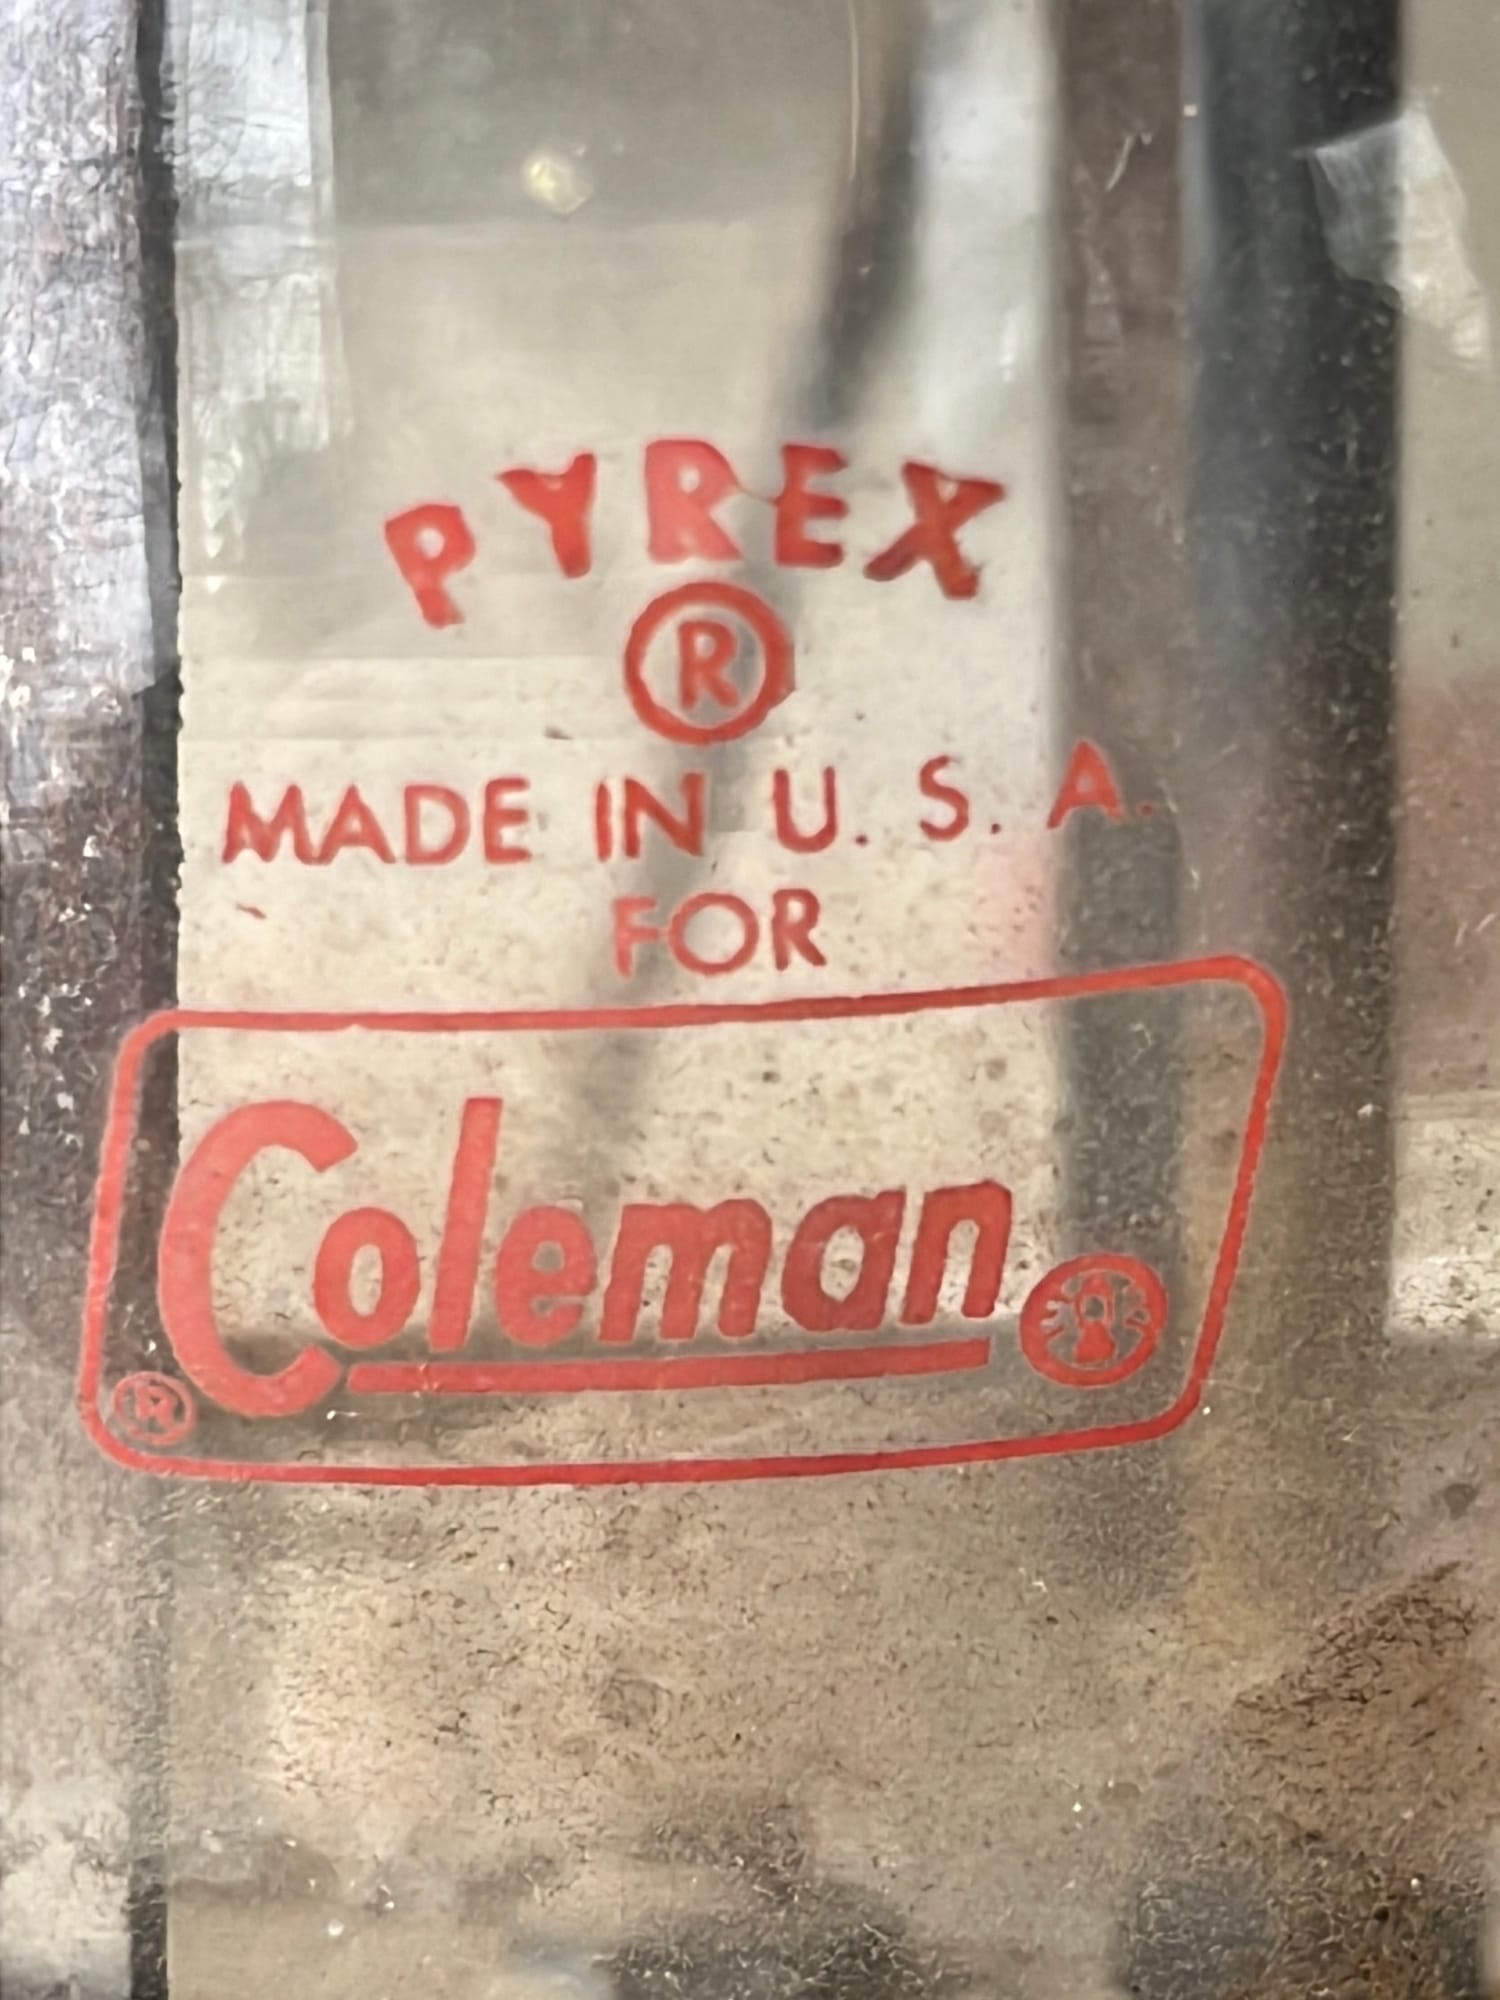 PYREX
®
MADE IN U. S. A.
FOR
Coleman
®